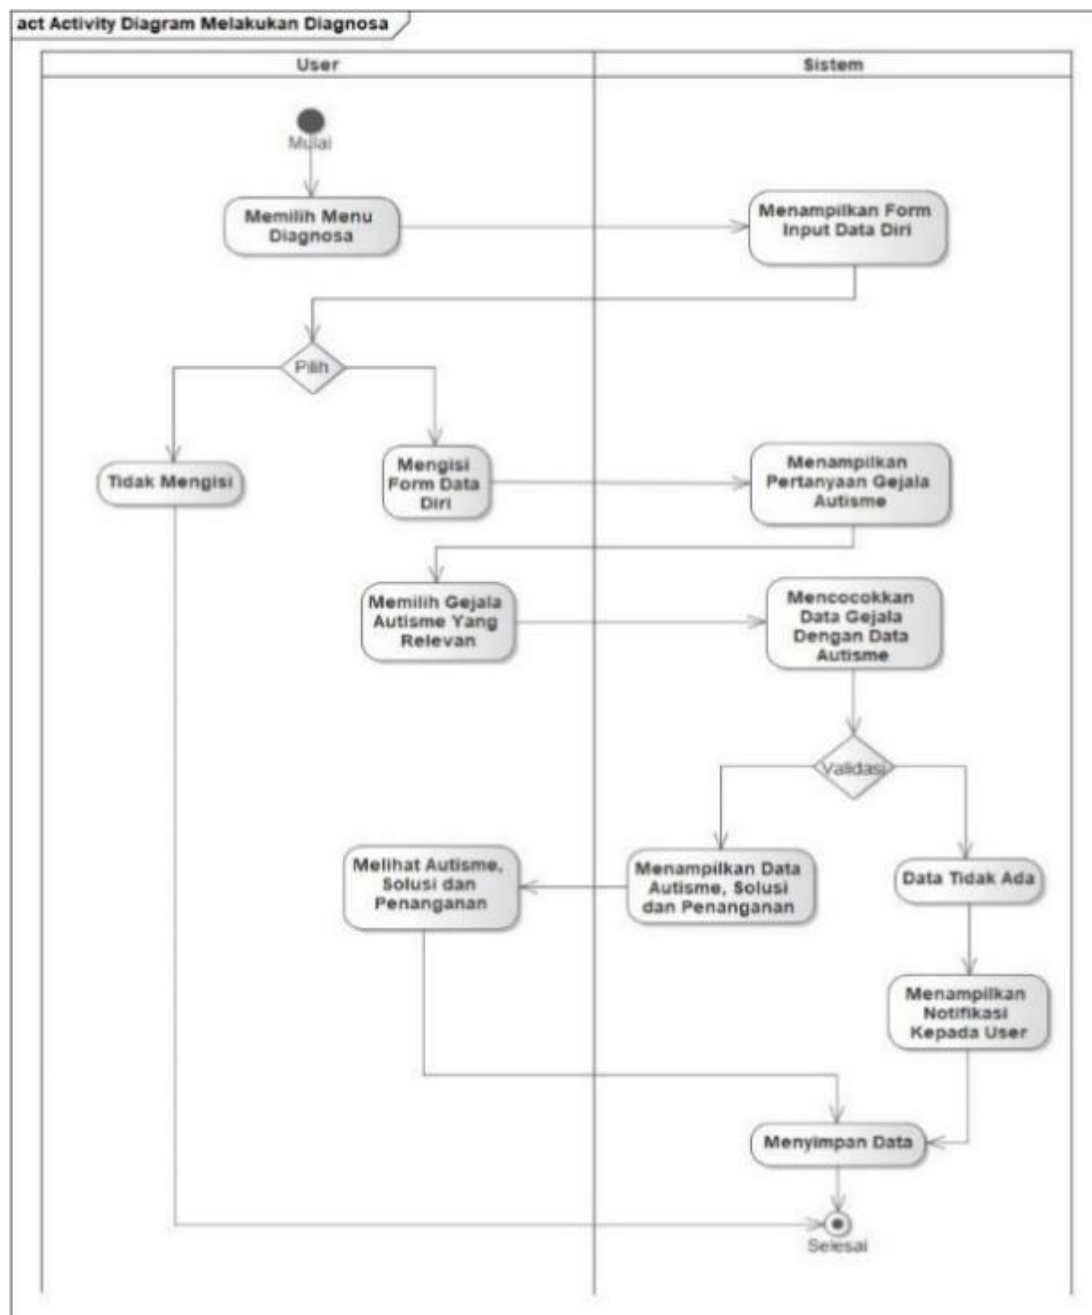 act Activity Diagram Melakukan Diagnosa
User
Sistem
Mulai
Memilih Menu
Diagnosa
Menampilkan Form
Input Data Diri
Pilih
Tidak Mengisi
Mengisi
Form Data
Diri
Menampilkan
Pertanyaan Gejala
Autisme
Memilih Gejala
Autisme Yang
Relevan
Mencocokkan
Data Gejala
Dengan Data
Autisme
Validasi
Melihat Autisme,
Solusi dan
Penanganan
Menampilkan Data
Autisme, Solusi
dan Penanganan
Data Tidak Ada
Menampilkan
Notifikasi
Kepada User
Menyimpan Data
Selesai